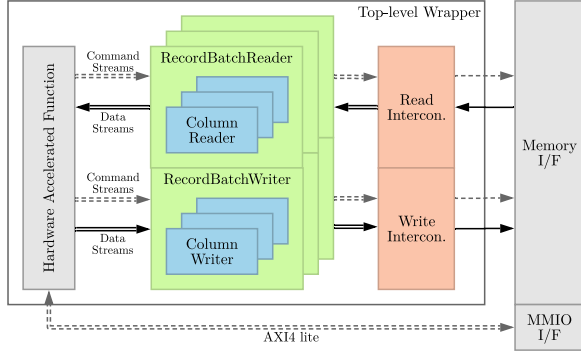 Top-level Wrapper
Command
Streams
RecordBatchReader
Hardware Accelerated Function
Data
Streams
Column
Reader
Read
Intercon.
Memory
I/F
Command
Streams
RecordBatchWriter
Data
Streams
Column
Writer
Write
Intercon.
MMIO
I/F
AXI4 lite